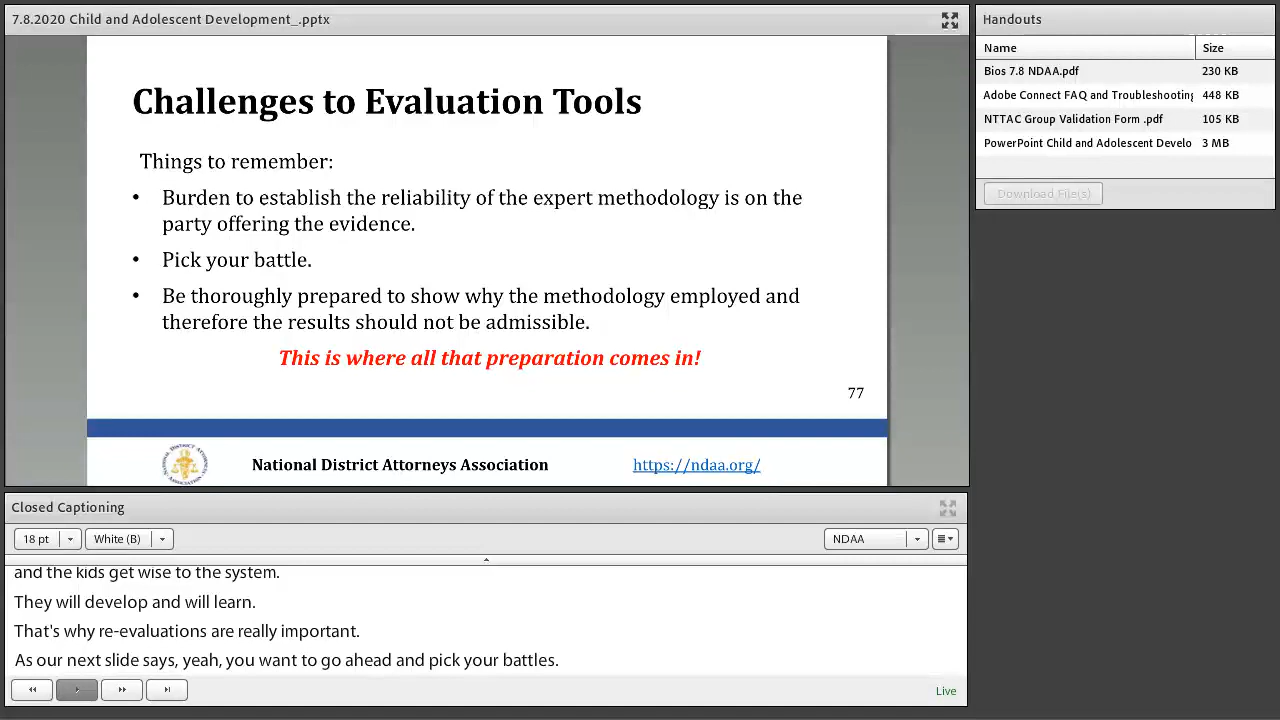 7.8.2020 Child and Adolescent Development_.pptx
Challenges to Evaluation Tools
Things to remember:
• Burden to establish the reliability of the expert methodology is on the
party offering the evidence.
• Pick your battle.
• Be thoroughly prepared to show why the methodology employed and
therefore the results should not be admissible.
This is where all that preparation comes in!
77
National District Attorneys Association https://ndaa.org/
Handouts
Name Size
Bios 7.8 NDAA.pdf 230 KB
Adobe Connect FAQ and Troubleshooting 448 KB
NTTAC Group Validation Form .pdf 105 KB
PowerPoint Child and Adolescent Develo 3 MB
Download File(s)
Closed Captioning
18 pt White (B) NDAA
and the kids get wise to the system.
They will develop and will learn.
That's why re-evaluations are really important.
As our next slide says, yeah, you want to go ahead and pick your battles.
Live